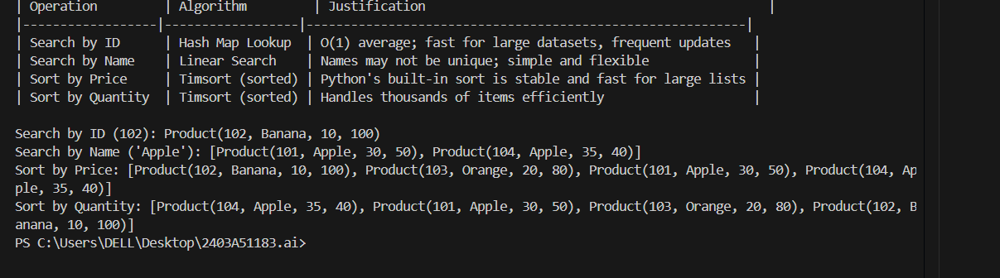 | Operation         | Algorithm         | Justification                                              |
|------------------|------------------|-----------------------------------------------------------|
| Search by ID      | Hash Map Lookup  | O(1) average; fast for large datasets, frequent updates   |
| Search by Name    | Linear Search    | Names may not be unique; simple and flexible              |
| Sort by Price     | Timsort (sorted) | Python's built-in sort is stable and fast for large lists |
| Sort by Quantity  | Timsort (sorted) | Handles thousands of items efficiently                    |
Search by ID (102): Product(102, Banana, 10, 100)
Search by Name ('Apple'): [Product(101, Apple, 30, 50), Product(104, Apple, 35, 40)]
Sort by Price: [Product(102, Banana, 10, 100), Product(103, Orange, 20, 80), Product(101, Apple, 30, 50), Product(104, Ap
ple, 35, 40)]
Sort by Quantity: [Product(104, Apple, 35, 40), Product(101, Apple, 30, 50), Product(103, Orange, 20, 80), Product(102, B
anana, 10, 100)]
PS C:\Users\DELL\Desktop\2403A51183.ai>